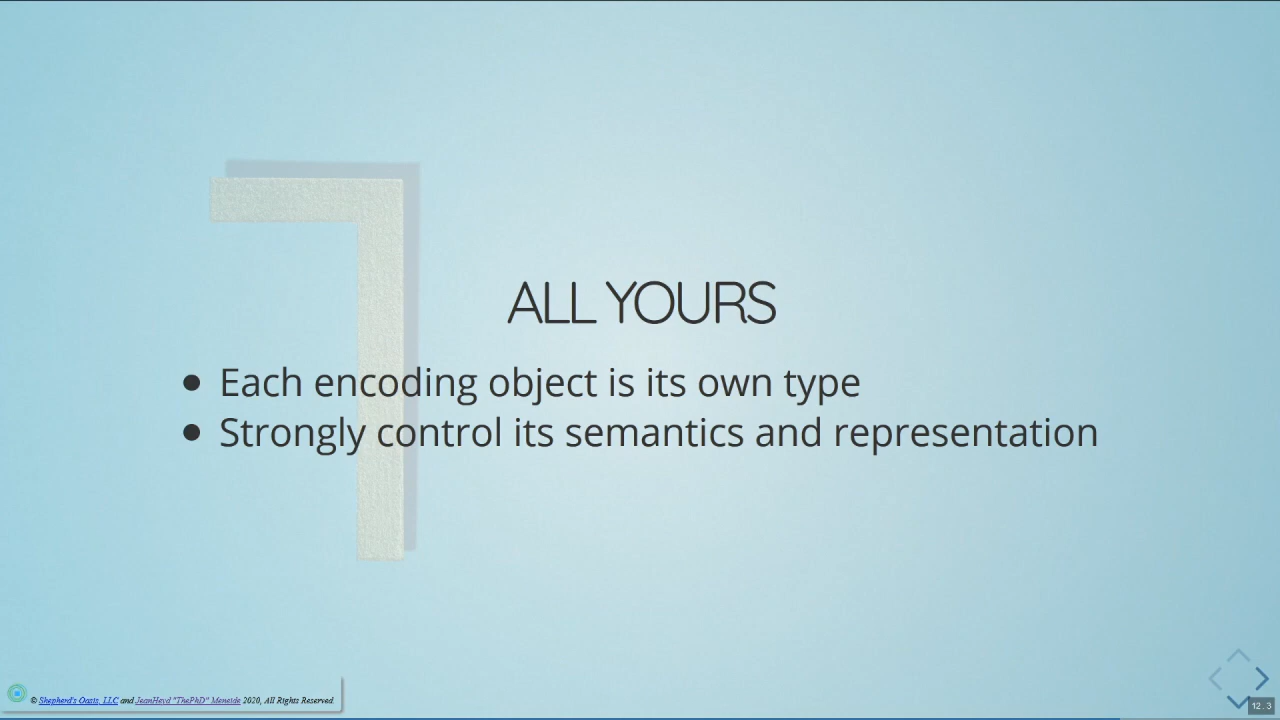 ALL YOURS
Each encoding object is its own type
Strongly control its semantics and representation
© Shepherd's Oasis, LLC and JeanHeyd "ThePhD" Meneide 2020, All Rights Reserved.
12.3